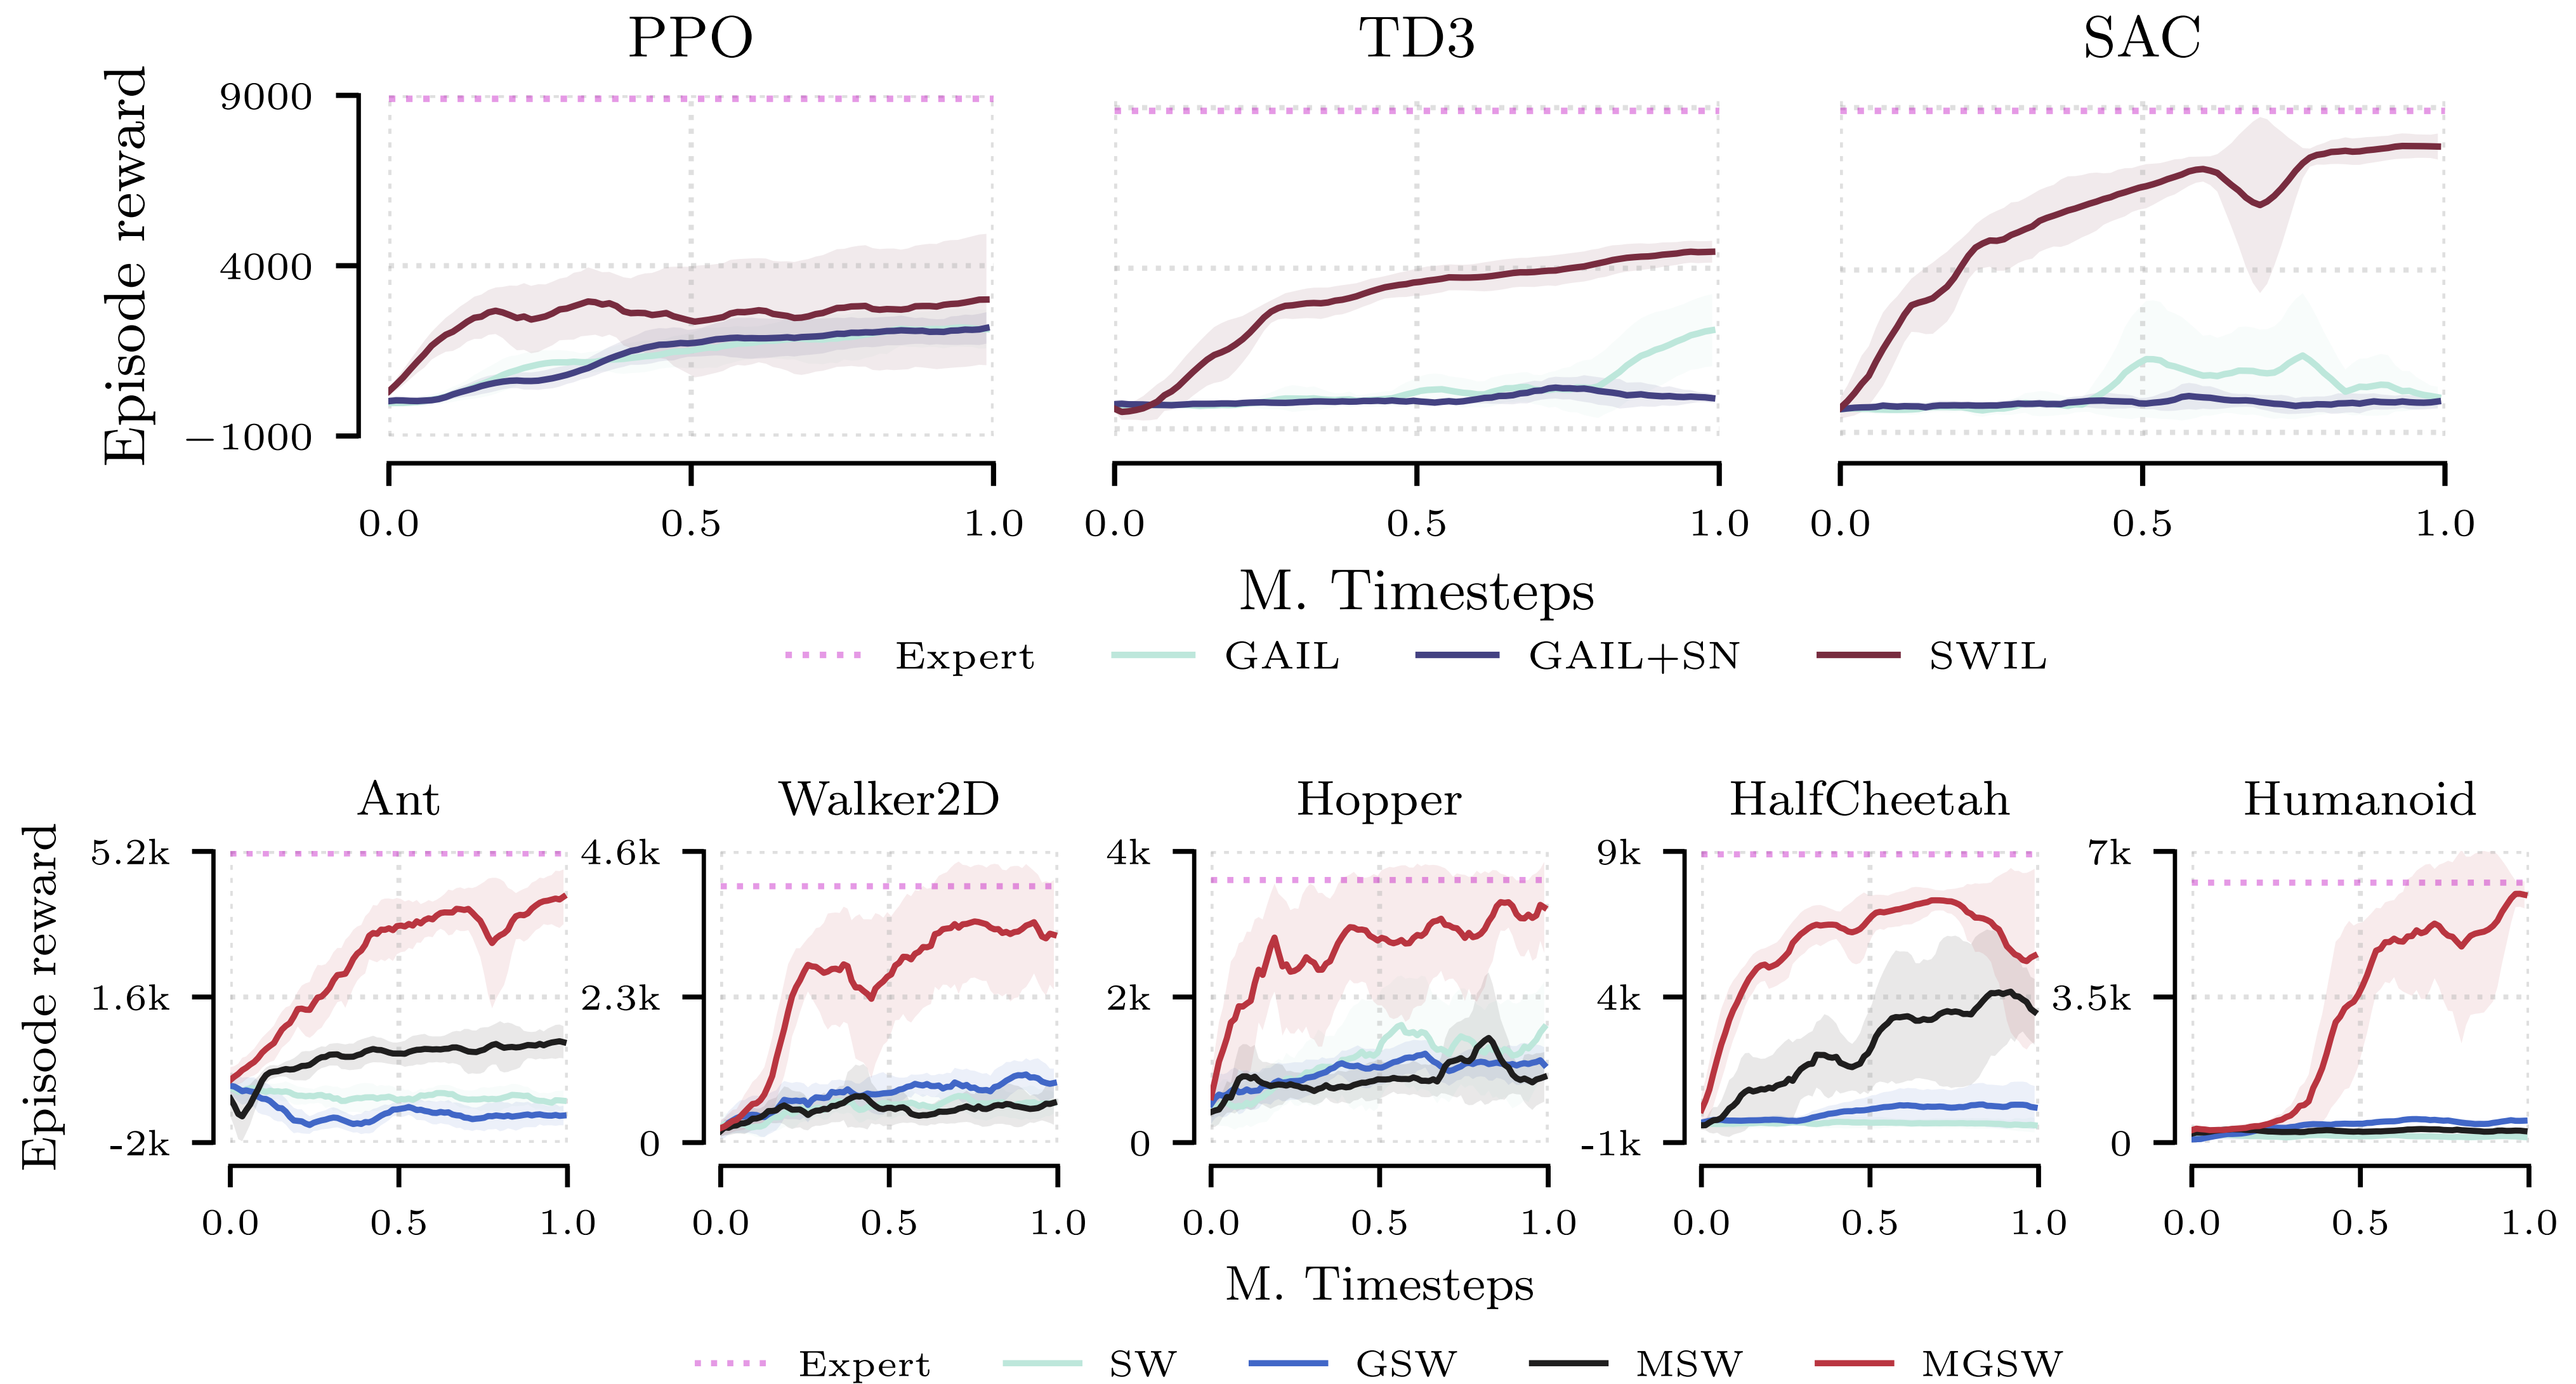 PPO TD3 SAC
Episode reward
9000
4000
−1000
0.0 0.5 1.0 0.0 0.5 1.0 0.0 0.5 1.0
M. Timesteps
Expert GAIL GAIL+SN SWIL
Ant Walker2D Hopper HalfCheetah Humanoid
Episode reward
5.2k 4.6k 4k 9k 7k
1.6k 2.3k 2k 4k 3.5k
-2k 0 0 -1k 0
0.0 0.5 1.0 0.0 0.5 1.0 0.0 0.5 1.0 0.0 0.5 1.0 0.0 0.5 1.0
M. Timesteps
Expert SW GSW MSW MGSW